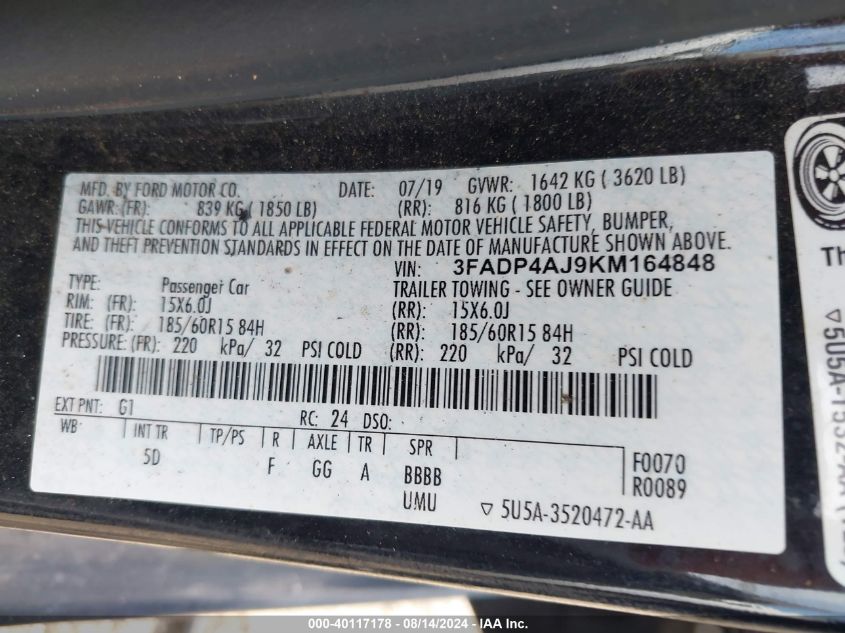 MFD. BY FORD MOTOR CO. DATE: 07/19 GVWR: 1642 KG ( 3620 LB)
GAWR: (FR): 839 KG ( 1850 LB) (RR): 816 KG ( 1800 LB)
THIS VEHICLE CONFORMS TO ALL APPLICABLE FEDERAL MOTOR VEHICLE SAFETY, BUMPER,
AND THEFT PREVENTION STANDARDS IN EFFECT ON THE DATE OF MANUFACTURE SHOWN ABOVE.
VIN: 3FADP4AJ9KM164848
TYPE: Passenger Car TRAILER TOWING - SEE OWNER GUIDE
RIM: (FR): 15X6.0J (RR): 15X6.0J
TIRE: (FR): 185/60R15 84H (RR): 185/60R15 84H
PRESSURE: (FR): 220 kPa/ 32 PSI COLD (RR): 220 kPa/ 32 PSI COLD
EXT PNT: G1 RC: 24 DSO:
WB INT TR TP/PS R AXLE TR SPR
5D F GG A BBBB F0070
UMU R0089
▽ 5U5A-3520472-AA
Th
000-40117178 - 08/14/2024 - IAA Inc.